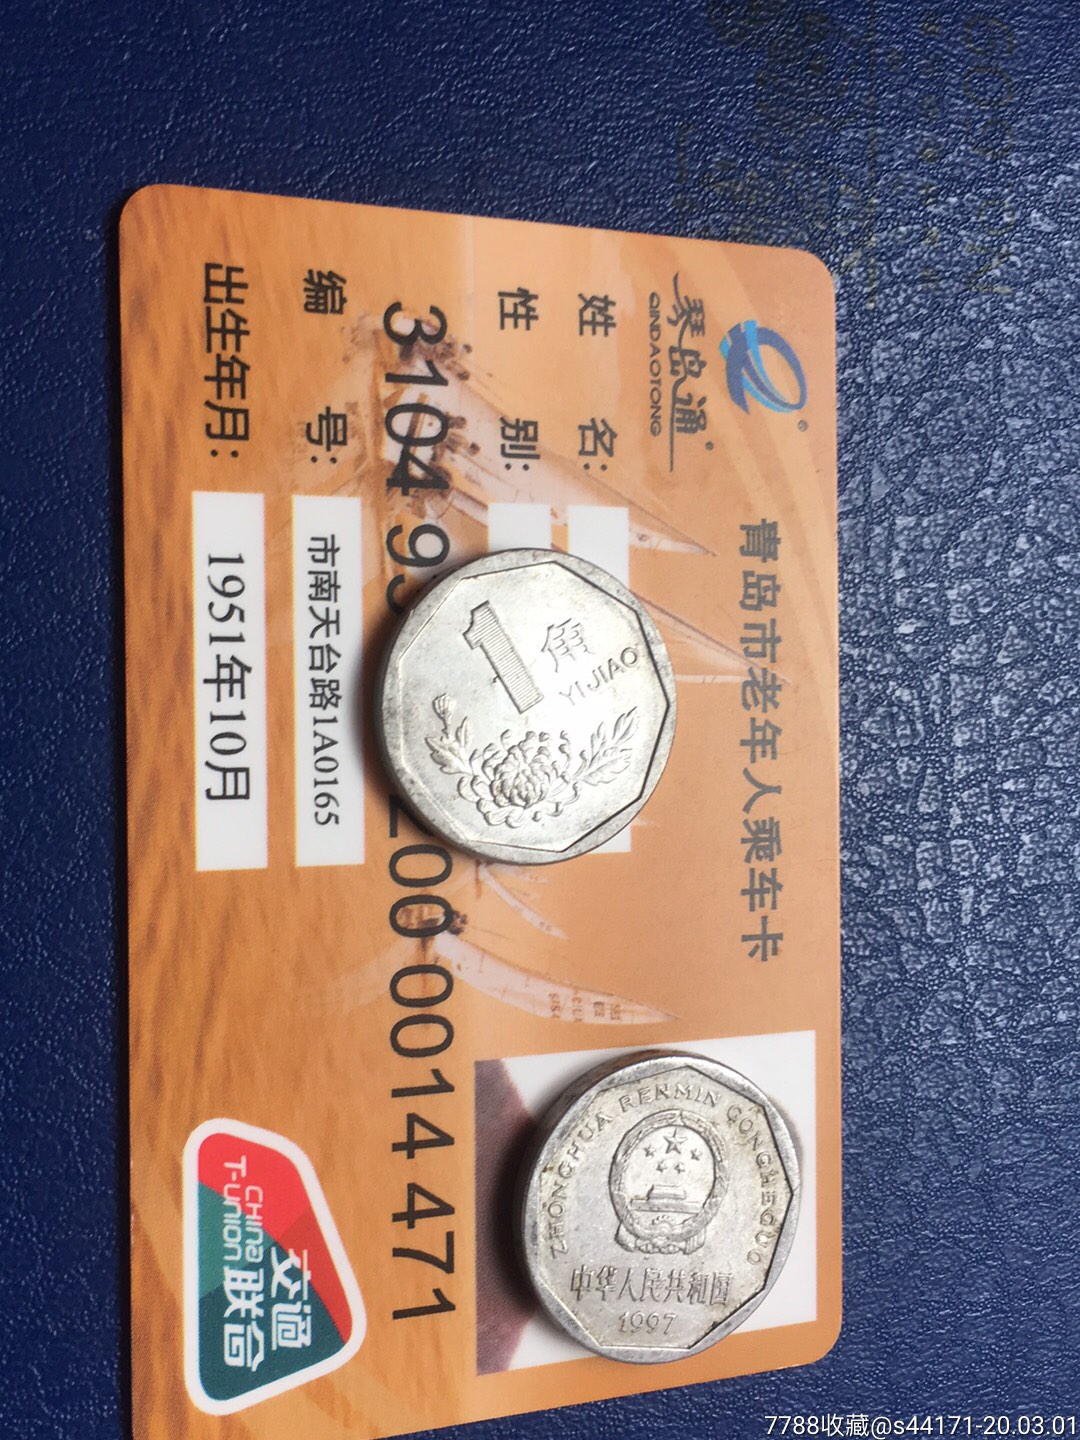 琴岛通
QINDAOTONG
青岛市老年人乘车卡
姓名:
性别:
3104 9
200 0014 471
编号: 市南天台路1A0165
出生年月: 1951年10月
1角
YI JIAO
ZHONGHUA RENMIN GONGHEGUO
中华人民共和国
1997
交通
联合
CHINA
T-UNION
7788收藏@s44171-20.03.01